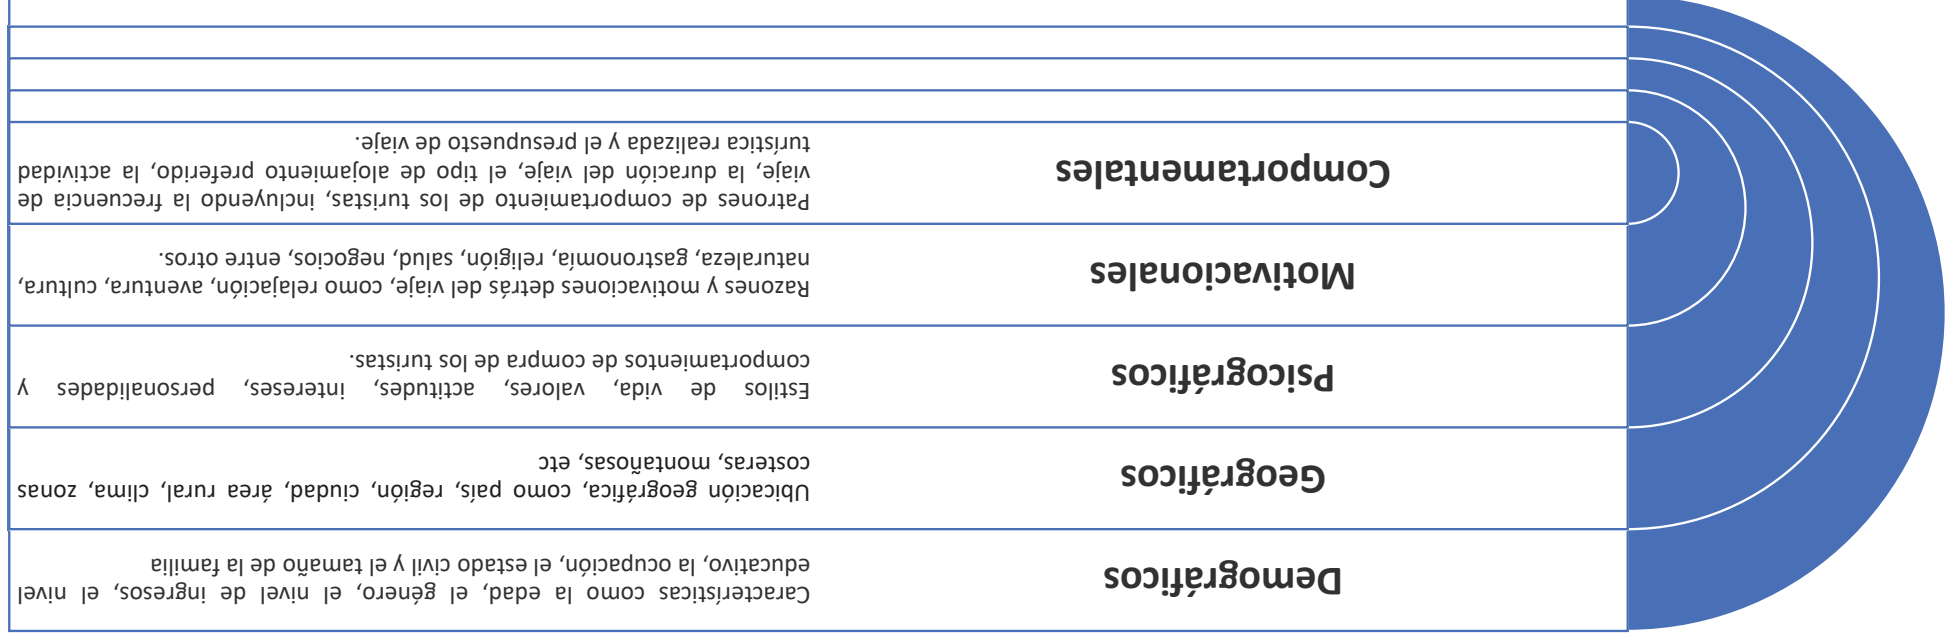 Demográficos
Características como la edad, el género, el nivel de ingresos, el nivel
educativo, la ocupación, el estado civil y el tamaño de la familia
Geográficos
Ubicación geográfica, como país, región, ciudad, área rural, clima, zonas
costeras, montañosas, etc
Psicográficos
Estilos de vida, valores, actitudes, intereses, personalidades y
comportamientos de compra de los turistas.
Motivacionales
Razones y motivaciones detrás del viaje, como relajación, aventura, cultura,
naturaleza, gastronomía, religión, salud, negocios, entre otros.
Comportamentales
Patrones de comportamiento de los turistas, incluyendo la frecuencia de
viaje, la duración del viaje, el tipo de alojamiento preferido, la actividad
turística realizada y el presupuesto de viaje.